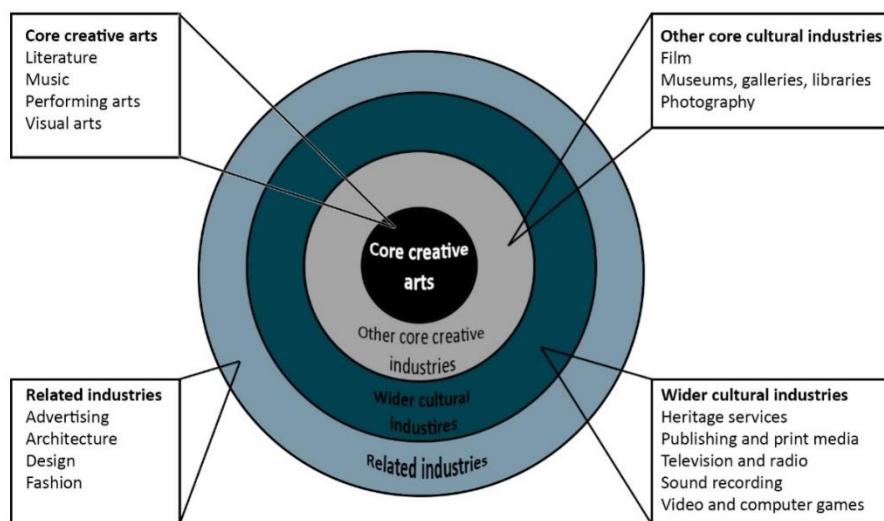 Core creative arts
Literature
Music
Performing arts
Visual arts
Other core cultural industries
Film
Museums, galleries, libraries
Photography
Core creative
arts
Other core creative
industries
Wider cultural
industires
Related industries
Related industries
Advertising
Architecture
Design
Fashion
Wider cultural industries
Heritage services
Publishing and print media
Television and radio
Sound recording
Video and computer games